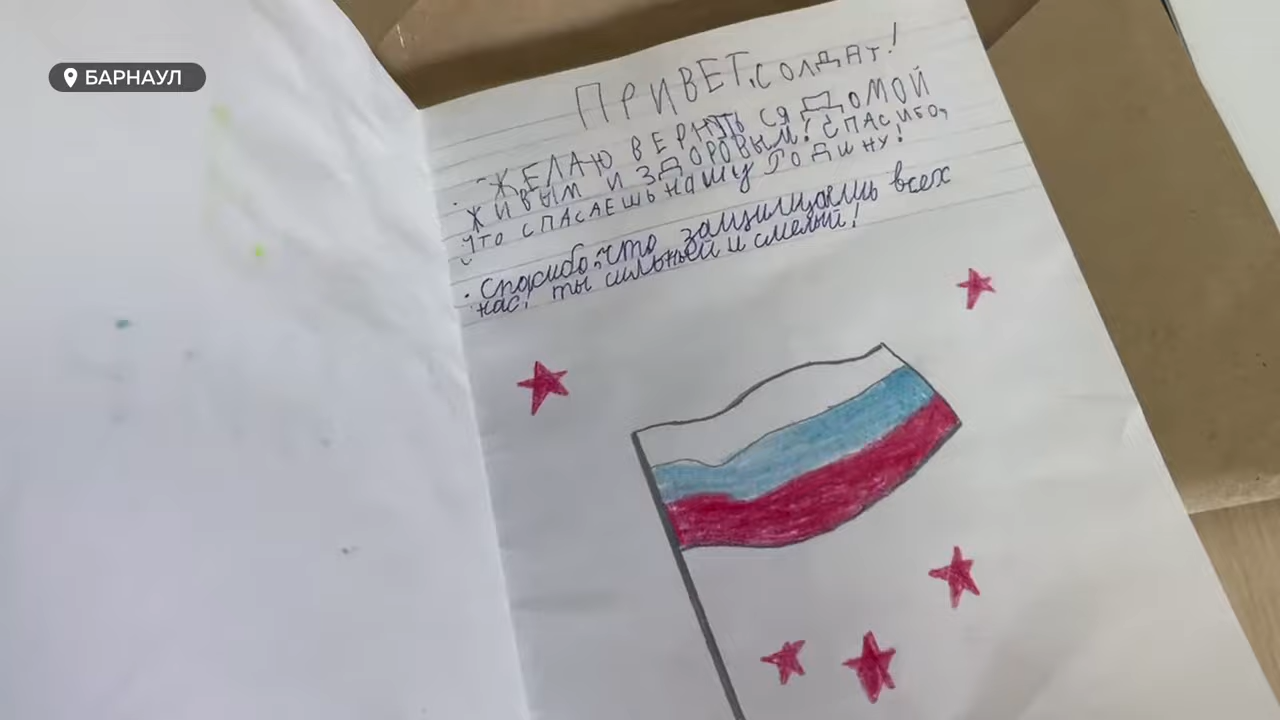 БАРНАУЛ
ПРИВЕТ, СОЛДАТ!
ЖЕЛАЮ ВЕРНУТЬСЯ ДОМОЙ
ЖИВЫМ И ЗДОРОВЫМ! СПАСИБО,
ЧТО СПАСАЕШЬ НАШУ РОДИНУ!
. Спасибо, что защищаешь всех
нас! ты сильный и смелый!